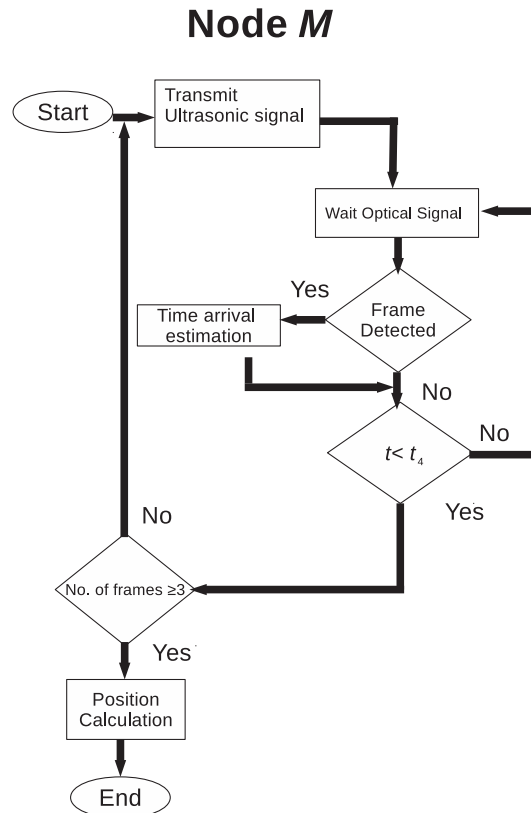 Node M
Start
Transmit
Ultrasonic signal
Wait Optical Signal
Yes
Frame
Detected
Time arrival
estimation
No
t< t4
No
Yes
No
No. of frames ≥3
Yes
Position
Calculation
End